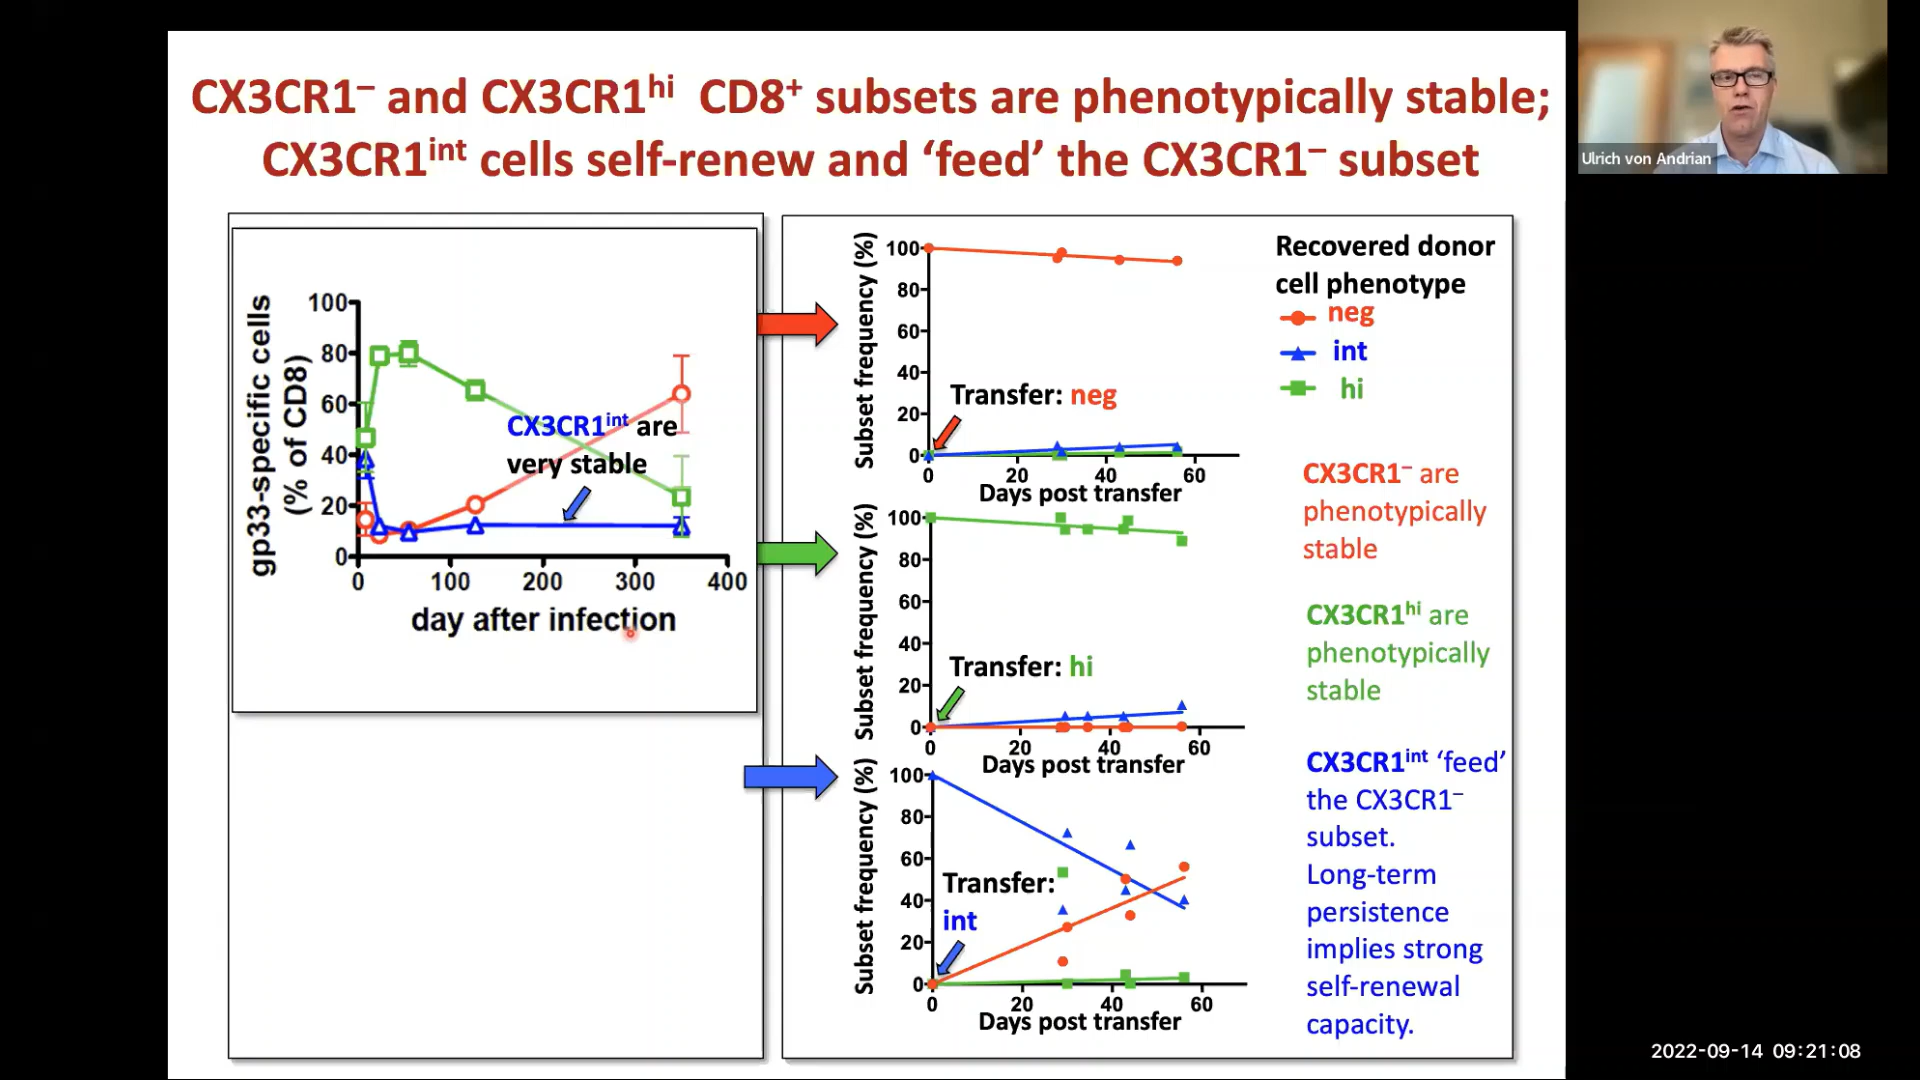 CX3CR1⁻ and CX3CR1ʰⁱ CD8⁺ subsets are phenotypically stable;
CX3CR1ⁱⁿᵗ cells self-renew and ‘feed’ the CX3CR1⁻ subset
Ulrich von Andrian
gp33-specific cells
(% of CD8)
100
80
60
40
20
0
0 100 200 300 400
day after infection
CX3CR1ⁱⁿᵗ are
very stable
Subset frequency (%)
100
80
60
40
20
0
Transfer: neg
0 20 40 60
Days post transfer
Subset frequency (%)
100
80
60
40
20
0
Transfer: hi
0 20 40 60
Days post transfer
Subset frequency (%)
100
80
60
40
20
0
Transfer:
int
0 20 40 60
Days post transfer
Recovered donor
cell phenotype
neg
int
hi
CX3CR1⁻ are
phenotypically
stable
CX3CR1ʰⁱ are
phenotypically
stable
CX3CR1ⁱⁿᵗ ‘feed’
the CX3CR1⁻
subset.
Long-term
persistence
implies strong
self-renewal
capacity.
2022-09-14 09:21:08